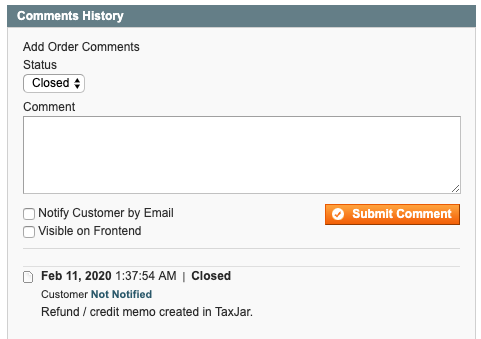 Comments History
Add Order Comments
Status
Closed
Comment
Notify Customer by Email
Submit Comment
Visible on Frontend
Feb 11, 2020 1:37:54 AM | Closed
Customer Not Notified
Refund / credit memo created in TaxJar.